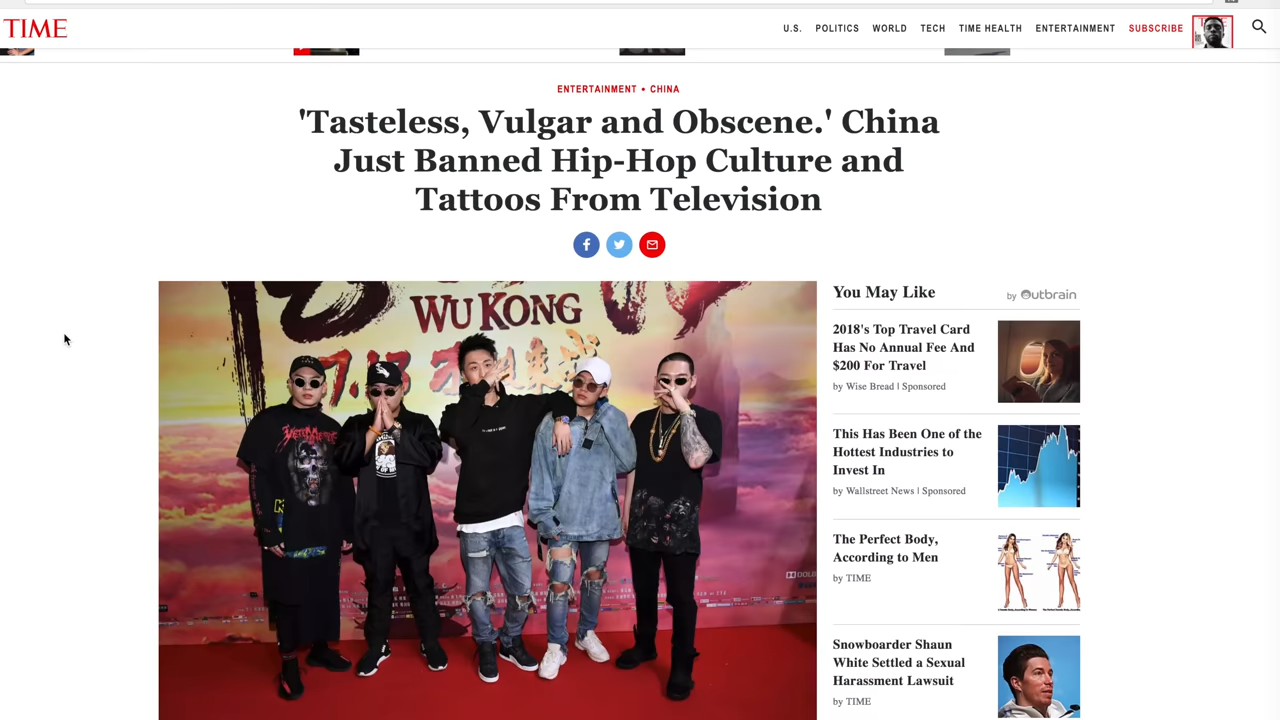 TIME
U.S. POLITICS WORLD TECH TIME HEALTH ENTERTAINMENT SUBSCRIBE
ENTERTAINMENT • CHINA
'Tasteless, Vulgar and Obscene.' China
Just Banned Hip-Hop Culture and
Tattoos From Television
WU KONG
7.13
You May Like
by Outbrain
2018's Top Travel Card
Has No Annual Fee And
$200 For Travel
by Wise Bread | Sponsored
This Has Been One of the
Hottest Industries to
Invest In
by Wallstreet News | Sponsored
The Perfect Body,
According to Men
by TIME
Snowboarder Shaun
White Settled a Sexual
Harassment Lawsuit
by TIME